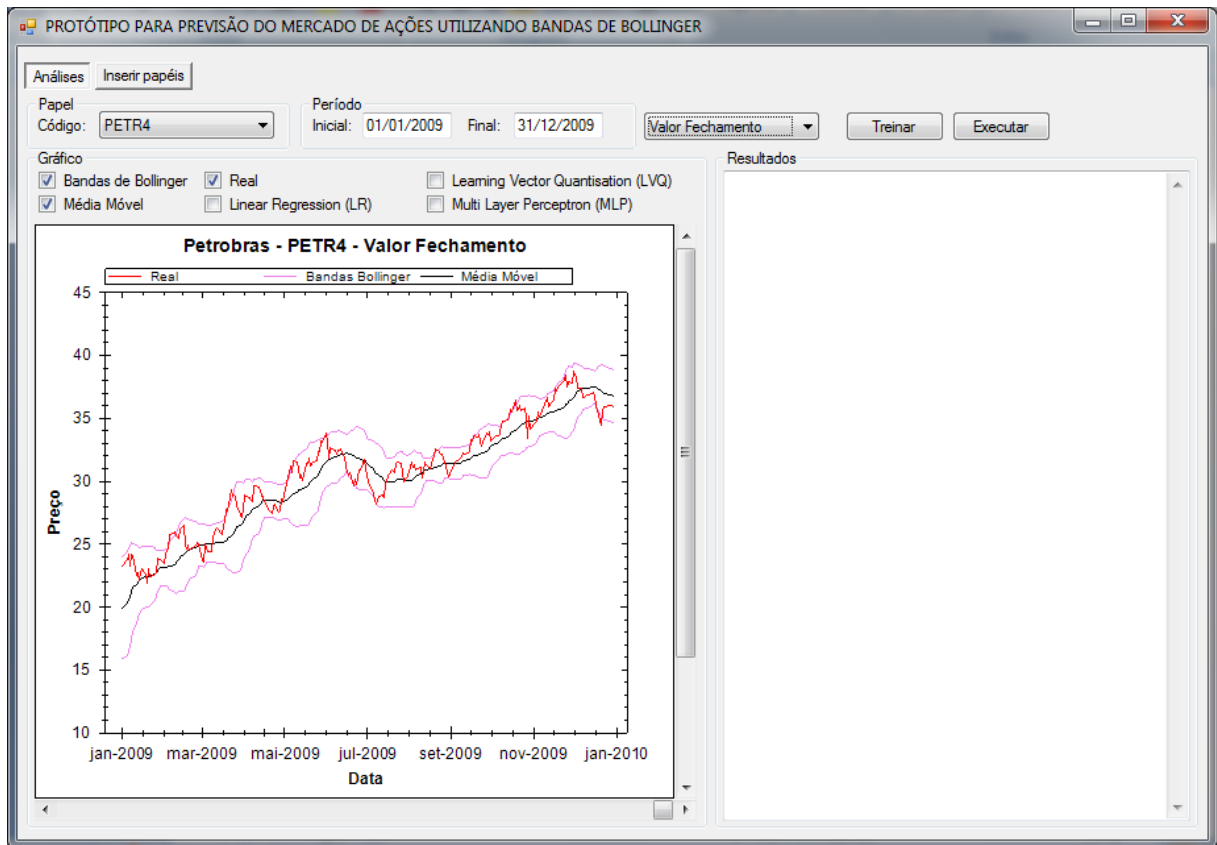 PROTÓTIPO PARA PREVISÃO DO MERCADO DE AÇÕES UTILIZANDO BANDAS DE BOLLINGER
Análises Inserir papéis
Papel
Código: PETR4
Período
Inicial: 01/01/2009 Final: 31/12/2009
Valor Fechamento
Treinar
Executar
Gráfico
Bandas de Bollinger Real Learning Vector Quantisation (LVQ)
Média Móvel Linear Regression (LR) Multi Layer Perceptron (MLP)
Petrobras - PETR4 - Valor Fechamento
Real Bandas Bollinger Média Móvel
45
40
35
30
25
20
15
10
Preço
jan-2009 mar-2009 mai-2009 jul-2009 set-2009 nov-2009 jan-2010
Data
Resultados